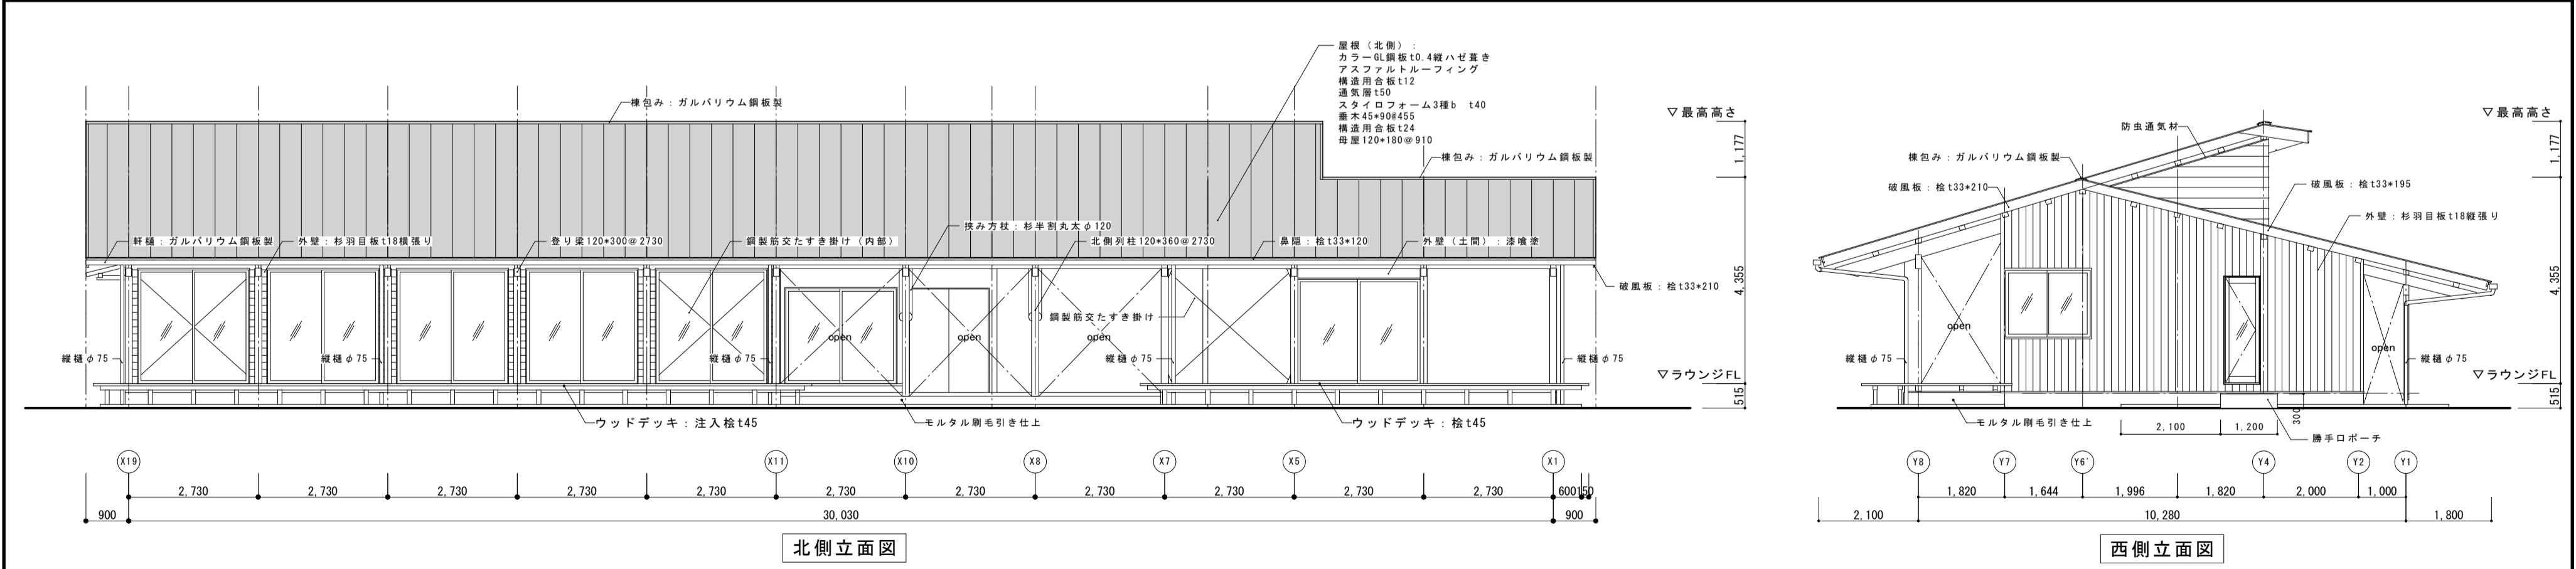 屋根（北側）：
カラーGL鋼板t0.4縦ハゼ葺き
アスファルトルーフィング
構造用合板t12
通気層t50
スタイロフォーム3種b　t40
垂木45*90@455
構造用合板t24
母屋120*180@910
棟包み：ガルバリウム鋼板製
棟包み：ガルバリウム鋼板製
軒樋：ガルバリウム鋼板製
外壁：杉羽目板t18横張り
登り梁120*300@2730
鋼製筋交たすき掛け（内部）
挟み方杖：杉半割丸太φ120
北側列柱120*360@2730
鼻隠：桧t33*120
外壁（土間）：漆喰塗
破風板：桧t33*210
鋼製筋交たすき掛け
open
open
open
縦樋φ75
縦樋φ75
縦樋φ75
縦樋φ75
縦樋φ75
ウッドデッキ：注入桧t45
モルタル刷毛引き仕上
ウッドデッキ：桧t45
▽最高高さ
1,177
4,355
▽ラウンジFL
515
X19
X11
X10
X8
X7
X5
X1
2,730
2,730
2,730
2,730
2,730
2,730
2,730
2,730
2,730
2,730
2,730
600
150
900
30,030
900
北側立面図
防虫通気材
棟包み：ガルバリウム鋼板製
破風板：桧t33*210
破風板：桧t33*195
外壁：杉羽目板t18縦張り
open
open
縦樋φ75
縦樋φ75
モルタル刷毛引き仕上
2,100
1,200
300
勝手口ポーチ
▽最高高さ
1,177
4,355
▽ラウンジFL
515
Y8
Y7
Y6'
Y4
Y2
Y1
1,820
1,644
1,996
1,820
2,000
1,000
2,100
10,280
1,800
西側立面図